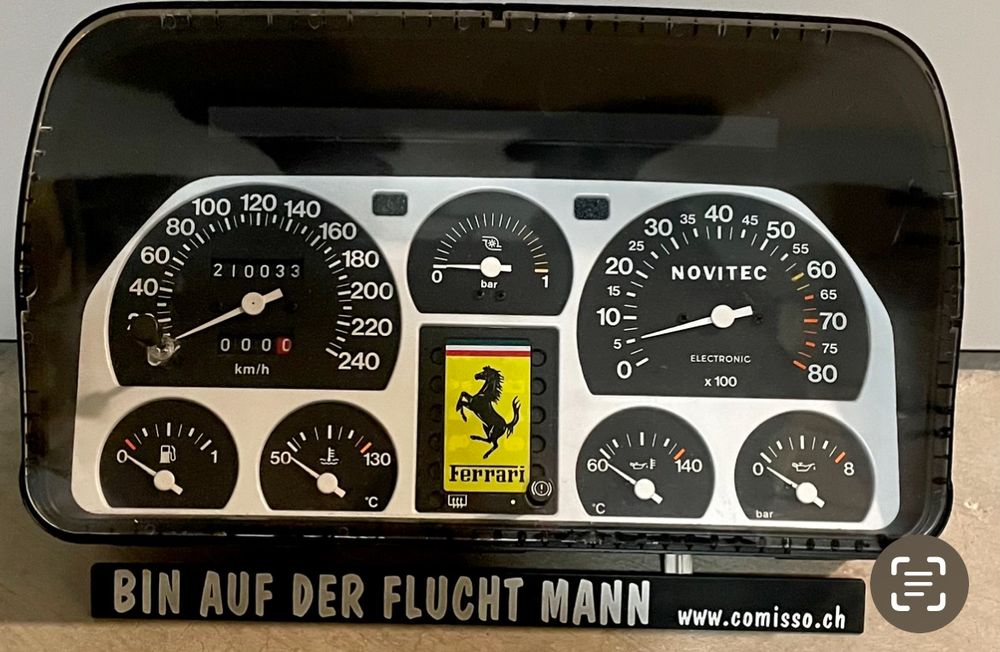 40 60 80 100 120 140 160 180 200 220 240
210033
0000
km/h
0 1
bar
0 5 10 15 20 25 30 35 40 45 50 55 60 65 70 75 80
NOVITEC
ELECTRONIC
x 100
Ferrari
0 1
50 130
°C
60 140
°C
0 8
bar
BIN AUF DER FLUCHT MANN www.comisso.ch